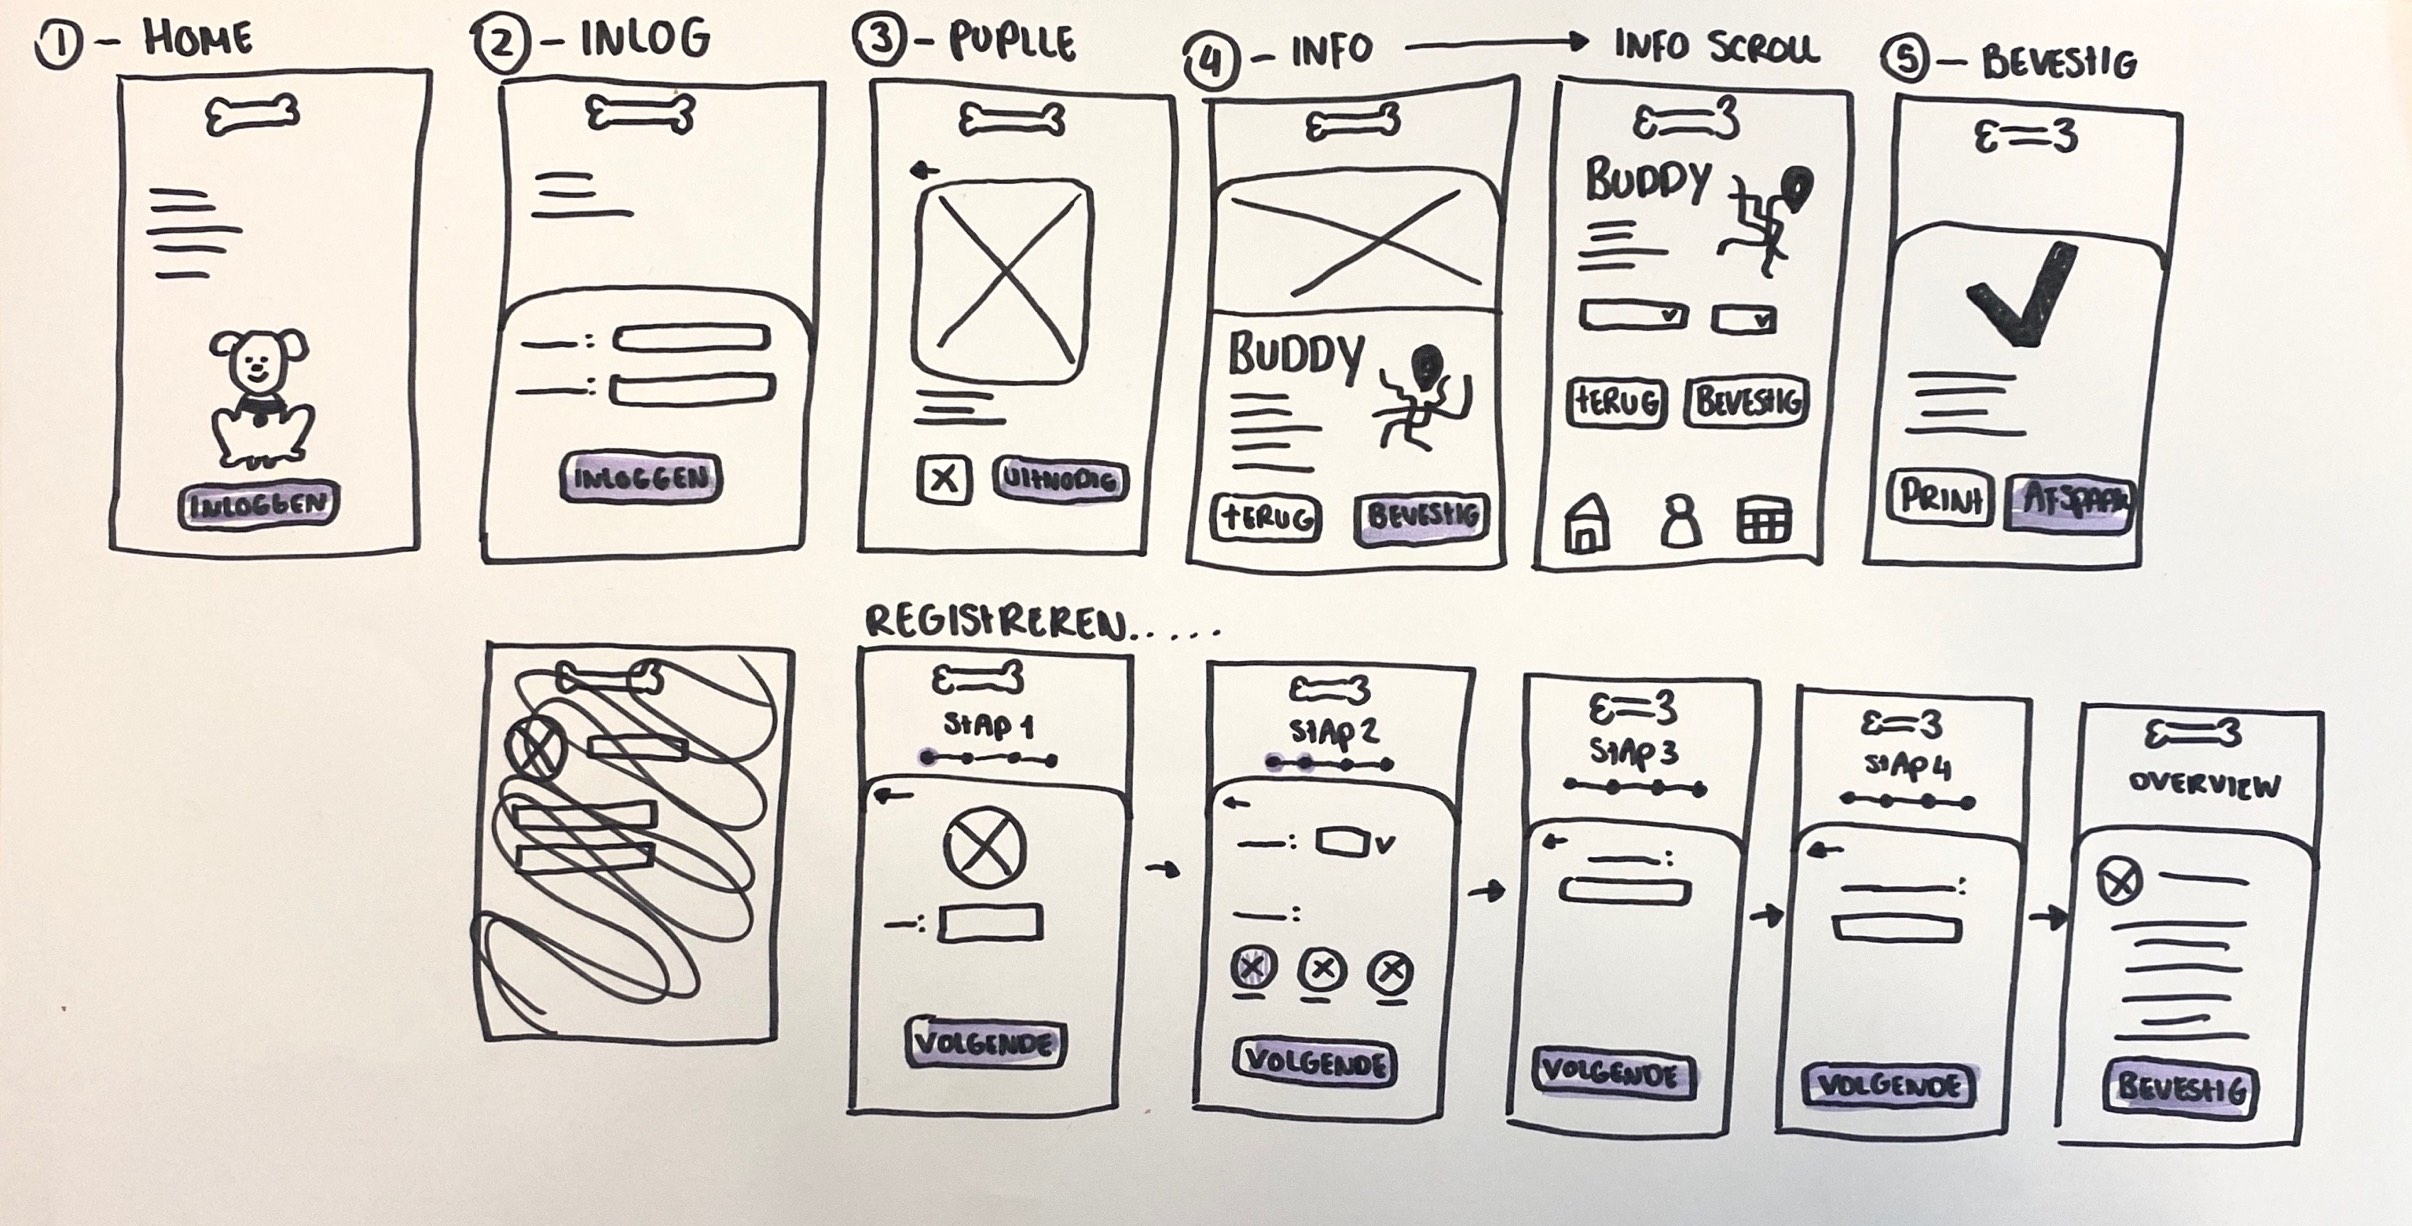 ① - HOME
② - INLOG
③ - PUPLLE
④ - INFO
INFO SCROLL
⑤ - BEVESTIG
INLOGGEN
INLOGGEN
X
UITNODIG
BUDDY
TERUG
BEVESTIG
BUDDY
TERUG
BEVESTIG
PRINT
AFSPAAK
REGISTREREN.....
STAP 1
VOLGENDE
STAP 2
VOLGENDE
STAP 3
VOLGENDE
STAP 4
VOLGENDE
OVERVIEW
BEVESTIG